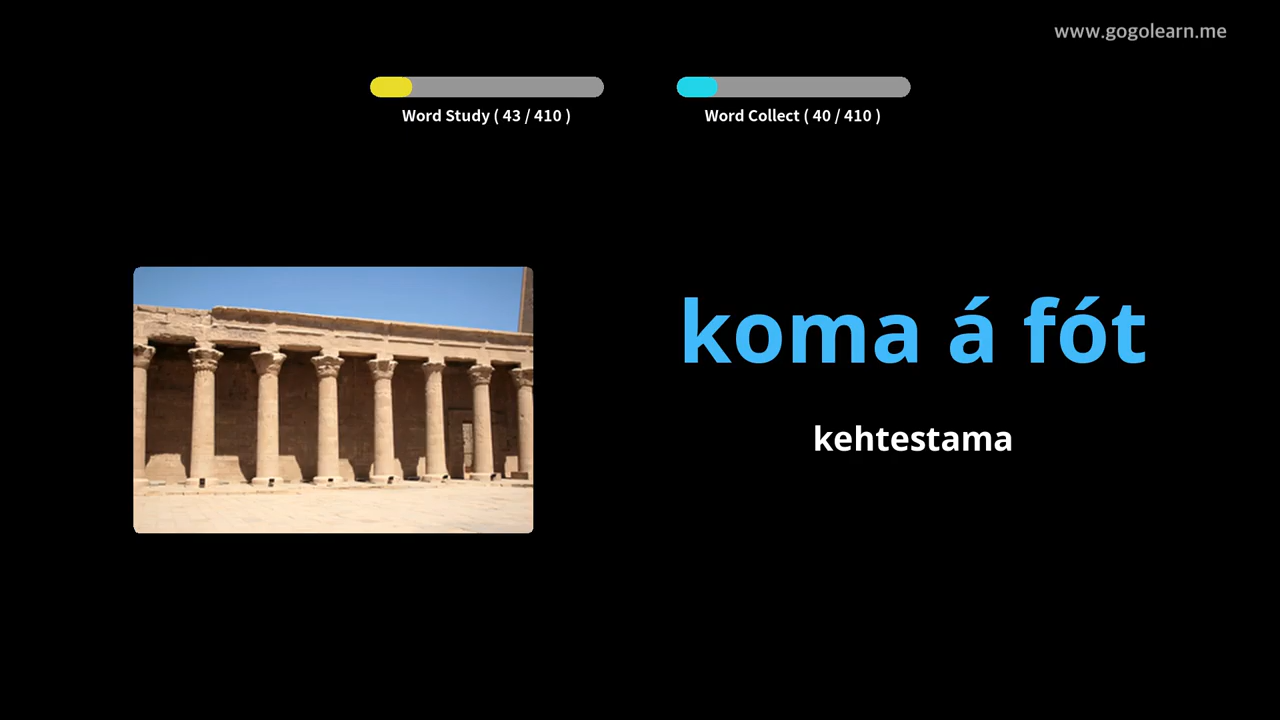 www.gogolearn.me
Word Study ( 43 / 410 )
Word Collect ( 40 / 410 )
koma á fót
kehtestama